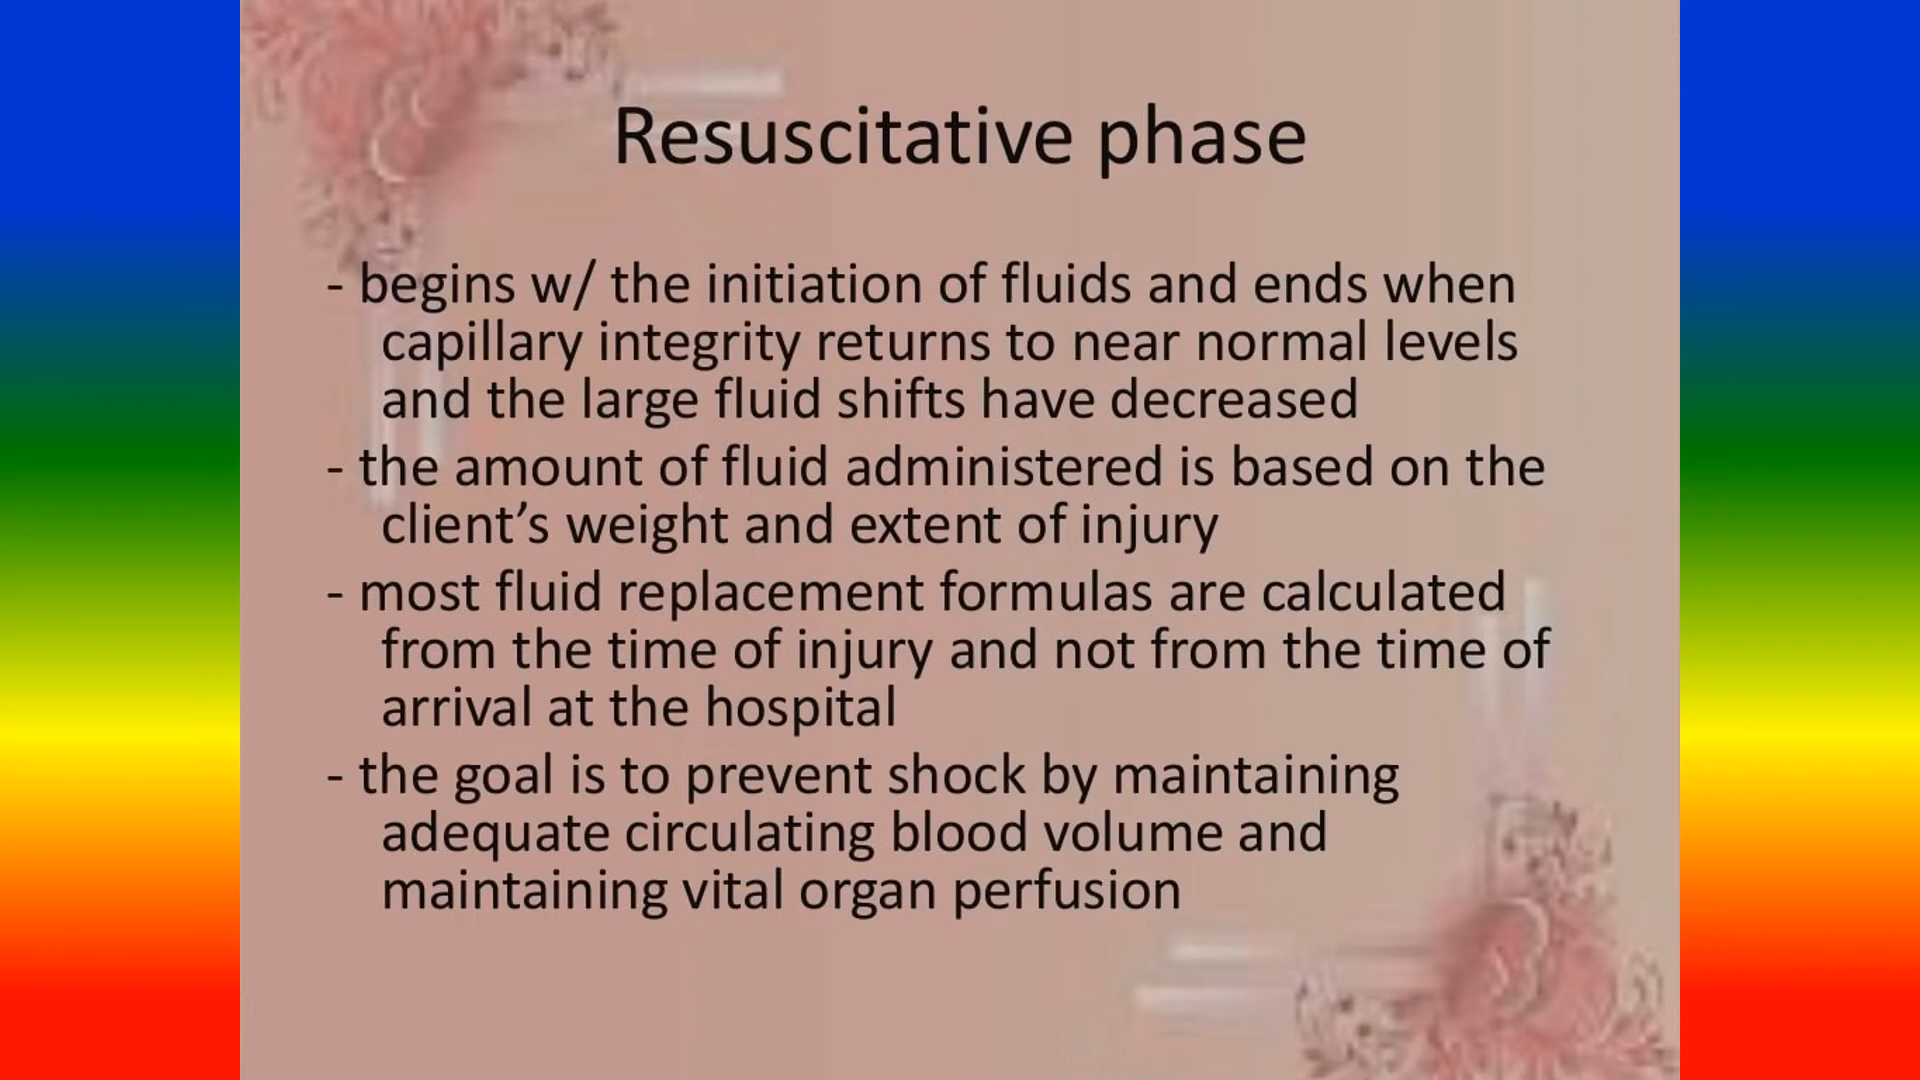 Resuscitative phase
- begins w/ the initiation of fluids and ends when
capillary integrity returns to near normal levels
and the large fluid shifts have decreased
- the amount of fluid administered is based on the
client’s weight and extent of injury
- most fluid replacement formulas are calculated
from the time of injury and not from the time of
arrival at the hospital
- the goal is to prevent shock by maintaining
adequate circulating blood volume and
maintaining vital organ perfusion